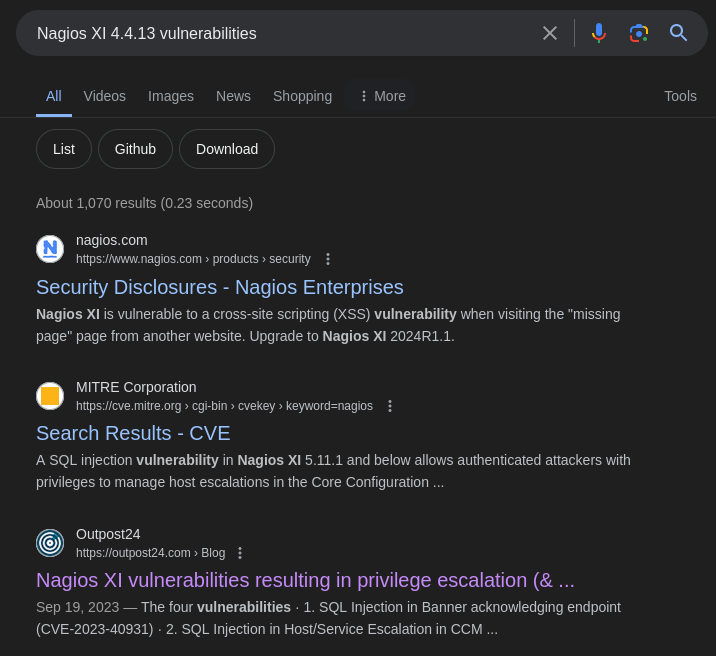 Nagios XI 4.4.13 vulnerabilities
All Videos Images News Shopping More Tools
List Github Download
About 1,070 results (0.23 seconds)
nagios.com
https://www.nagios.com › products › security
Security Disclosures - Nagios Enterprises
Nagios XI is vulnerable to a cross-site scripting (XSS) vulnerability when visiting the "missing
page" page from another website. Upgrade to Nagios XI 2024R1.1.
MITRE Corporation
https://cve.mitre.org › cgi-bin › cvekey › keyword=nagios
Search Results - CVE
A SQL injection vulnerability in Nagios XI 5.11.1 and below allows authenticated attackers with
privileges to manage host escalations in the Core Configuration ...
Outpost24
https://outpost24.com › Blog
Nagios XI vulnerabilities resulting in privilege escalation (& ...
Sep 19, 2023 — The four vulnerabilities · 1. SQL Injection in Banner acknowledging endpoint
(CVE-2023-40931) · 2. SQL Injection in Host/Service Escalation in CCM ...